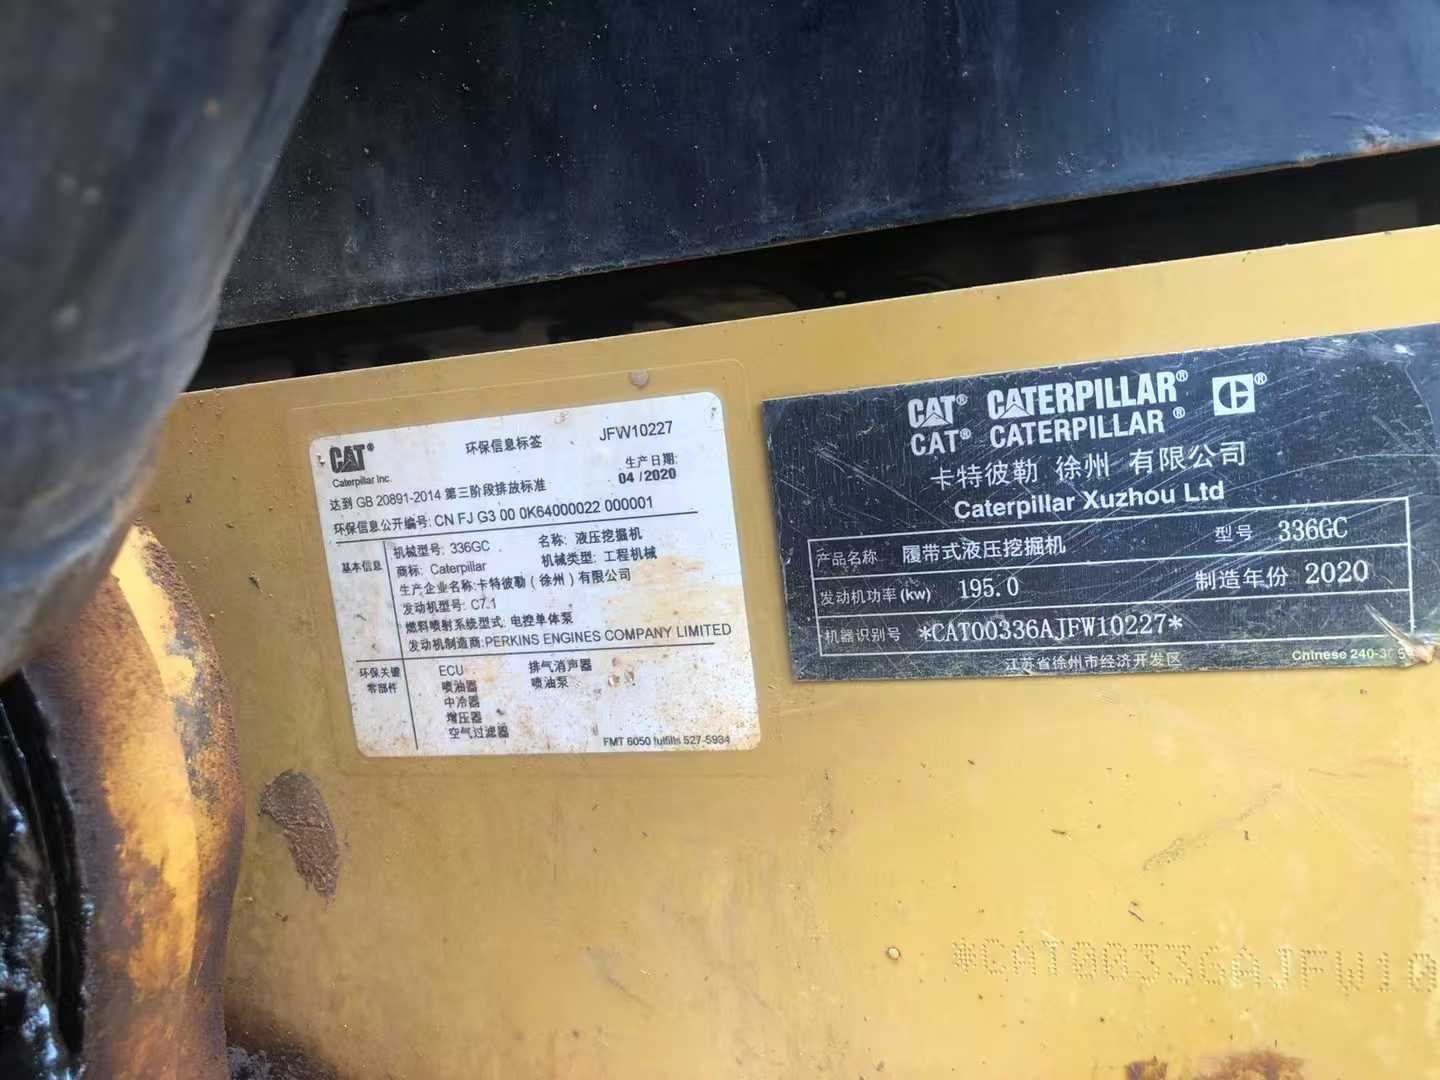 CAT®
Caterpillar Inc.
环保信息标签
JFW10227
生产日期:
04 /2020
达到 GB 20891-2014 第三阶段排放标准
环保信息公开编号: CN FJ G3 00 0K64000022 000001
基本信息
机械型号: 336GC 名称: 液压挖掘机
商标: Caterpillar 机械类型: 工程机械
生产企业名称:卡特彼勒(徐州)有限公司
发动机型号: C7.1
燃料喷射系统型式: 电控单体泵
发动机制造商:PERKINS ENGINES COMPANY LIMITED
环保关键
零部件
ECU 排气消声器
喷油器 喷油泵
中冷器
增压器
空气过滤器
FMT 6050 fulfills 527-5934
CAT® CATERPILLAR®
CAT® CATERPILLAR®
卡特彼勒 徐州 有限公司
Caterpillar Xuzhou Ltd
产品名称 履带式液压挖掘机 型号 336GC
发动机功率(kw) 195.0 制造年份 2020
机器识别号 *CAT00336AJFW10227*
江苏省徐州市经济开发区
Chinese 240-3
*CAT00336AJFW10